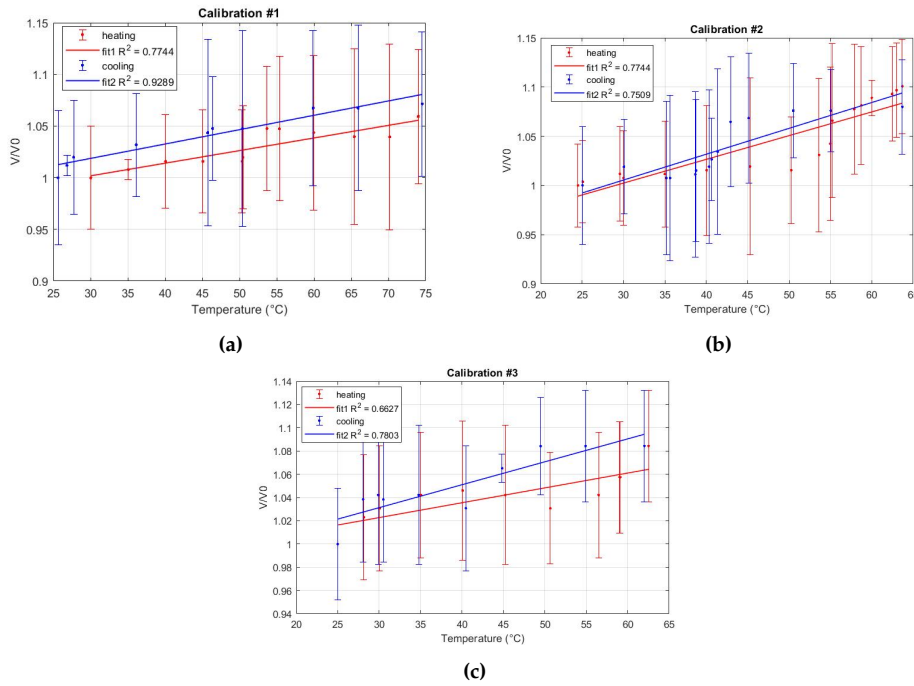 Calibration #1
1.15
1.1
1.05
1
0.95
0.9
V/V0
heating
fit1 R² = 0.7744
cooling
fit2 R² = 0.9289
25 30 35 40 45 50 55 60 65 70 75
Temperature (°C)
(a)
Calibration #2
1.15
1.1
1.05
1
0.95
0.9
V/V0
heating
fit1 R² = 0.7744
cooling
fit2 R² = 0.7509
20 25 30 35 40 45 50 55 60 65
Temperature (°C)
(b)
Calibration #3
1.14
1.12
1.1
1.08
1.06
1.04
1.02
1
0.98
0.96
0.94
V/V0
heating
fit1 R² = 0.6627
cooling
fit2 R² = 0.7803
20 25 30 35 40 45 50 55 60 65
Temperature (°C)
(c)